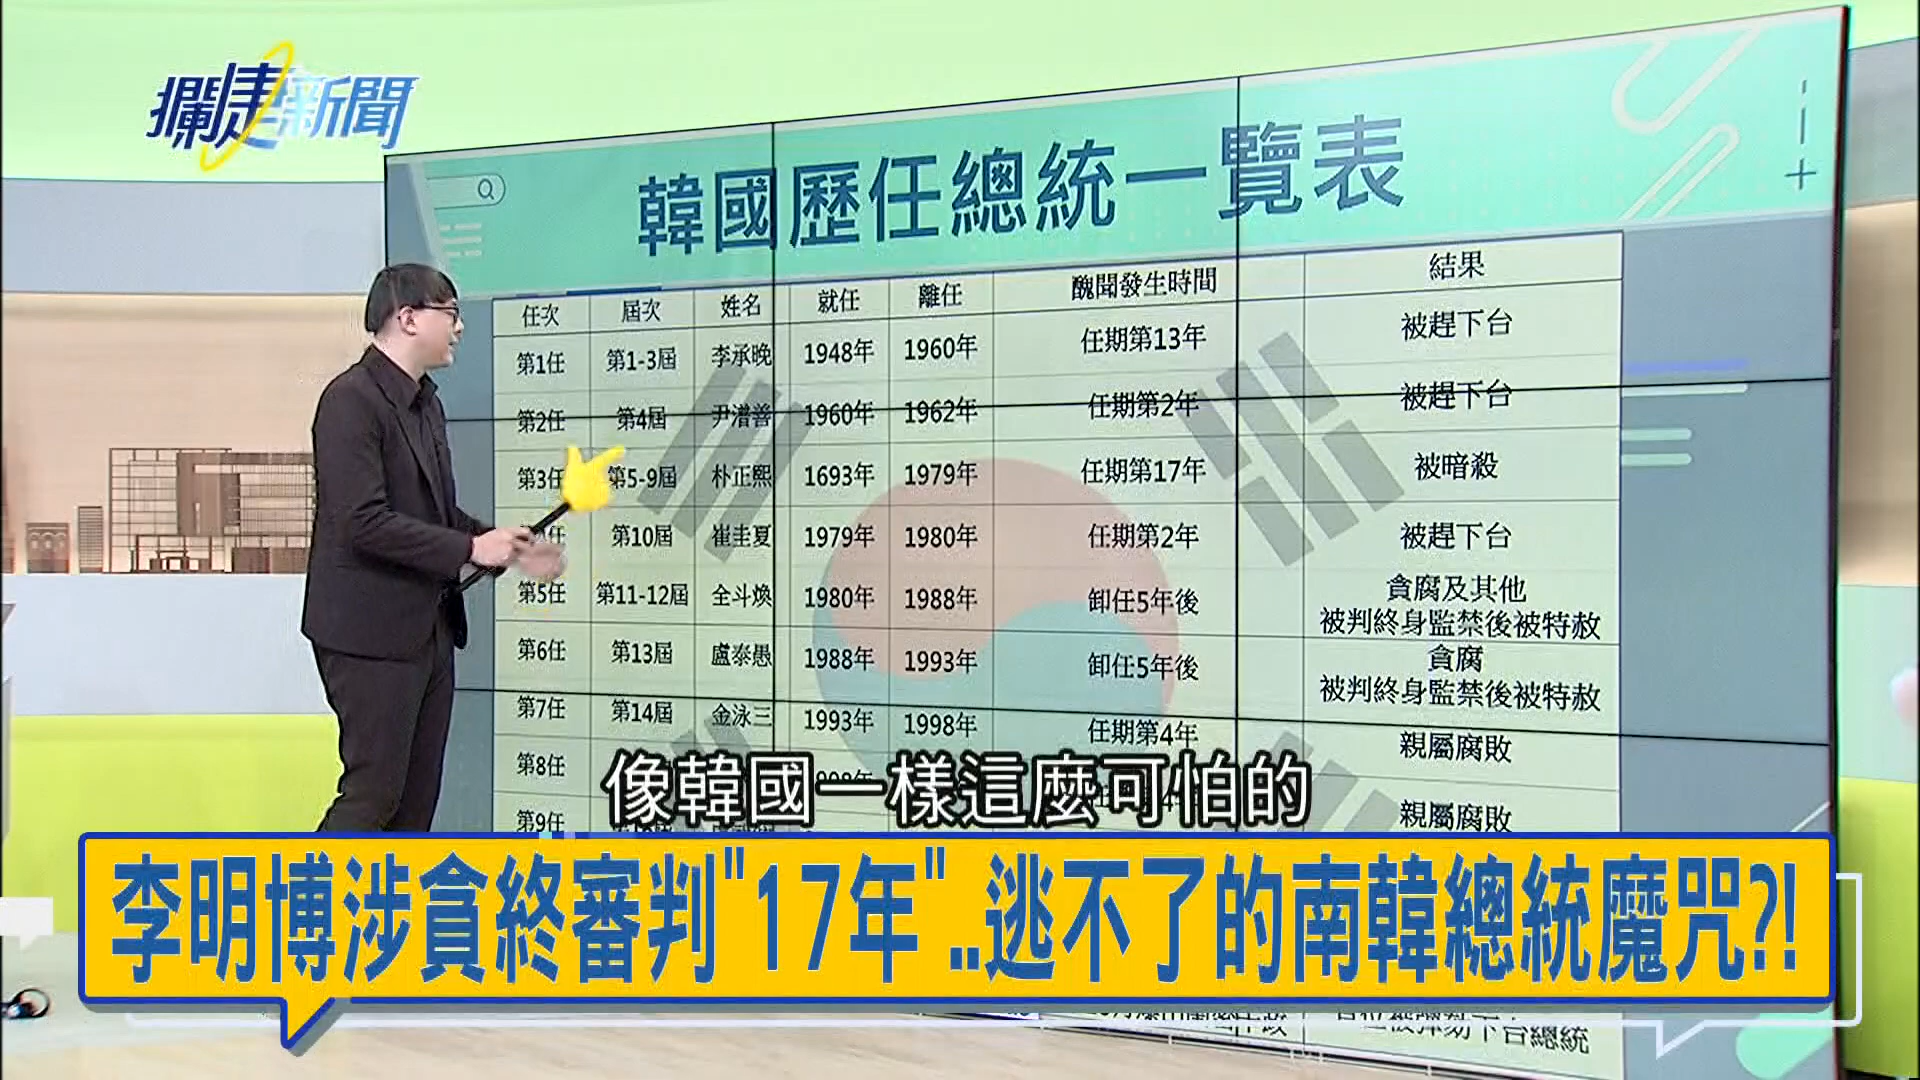 攔走新聞
韓國歷任總統一覽表
任次 屆次 姓名 就任 離任 醜聞發生時間 結果
第1任 第1-3屆 李承晚 1948年 1960年 任期第13年 被趕下台
第2任 第4屆 尹潽善 1960年 1962年 任期第2年 被趕下台
第3任 第5-9屆 朴正熙 1693年 1979年 任期第17年 被暗殺
第10屆 崔圭夏 1979年 1980年 任期第2年 被趕下台
第5任 第11-12屆 全斗煥 1980年 1988年 卸任5年後 貪腐及其他
被判終身監禁後被特赦
第6任 第13屆 盧泰愚 1988年 1993年 卸任5年後 貪腐
被判終身監禁後被特赦
第7任 第14屆 金泳三 1993年 1998年 任期第4年 親屬腐敗
第8任 親屬腐敗
第9任
像韓國一樣這麼可怕的
李明博涉貪終審判"17年"..逃不了的南韓總統魔咒?!